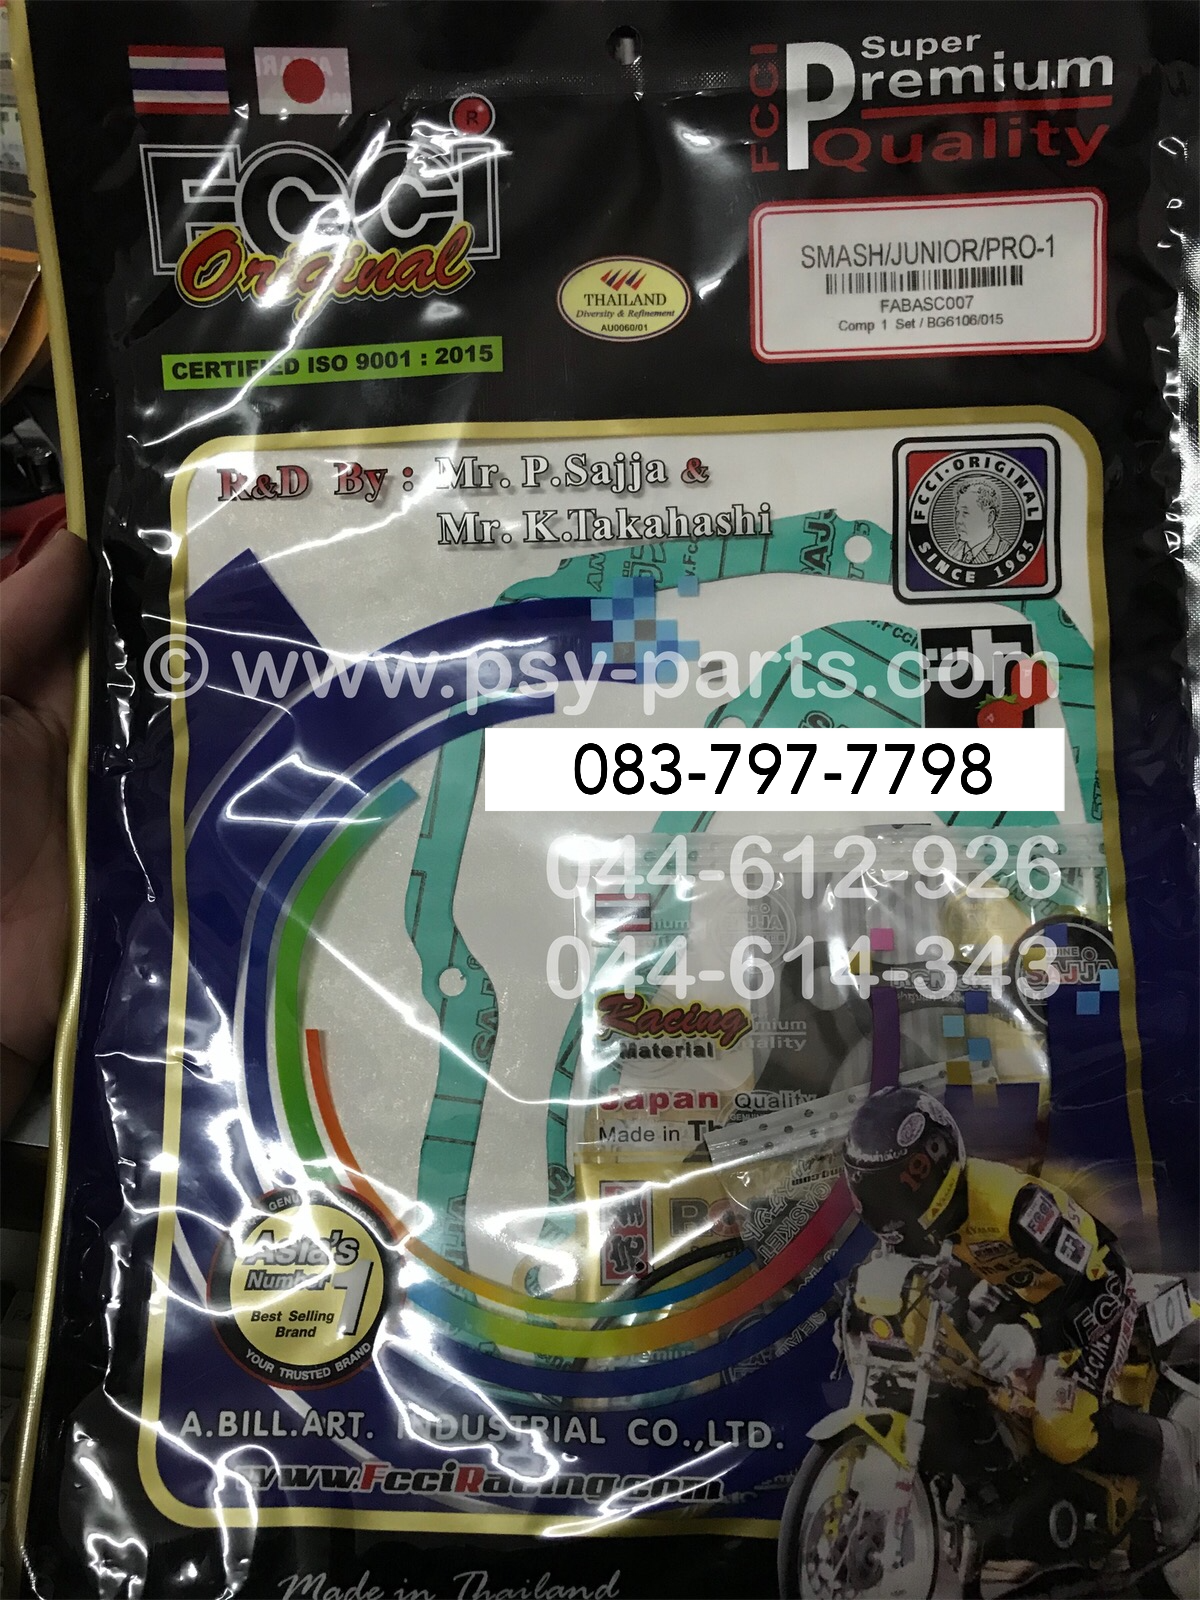 FCCI
Super
Premium
Quality
R
FCCI
Original
THAILAND
Diversity & Refinement
AU0060/01
SMASH/JUNIOR/PRO-1
FABASC007
Comp 1 Set / BG6106/015
CERTIFIED ISO 9001 : 2015
R&D By : Mr. P.Sajja &
Mr. K.Takahashi
FCCI·ORIGINAL
SINCE 1965
© www.psy-parts.com
083-797-7798
044-612-926
044-614-343
SAJJA
Racing
Material
Japan Quality
Made in
GENUINE PRODUCTS
Asia's
Number 1
Best Selling
Brand
YOUR TRUSTED BRAND
A.BILL.ART. INDUSTRIAL CO.,LTD.
www.FcciRacing.com
Made in Thailand